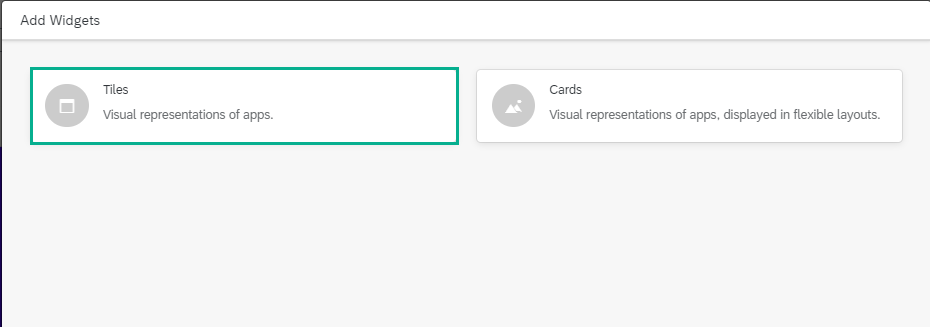 Add Widgets
Tiles
Visual representations of apps.
Cards
Visual representations of apps, displayed in flexible layouts.